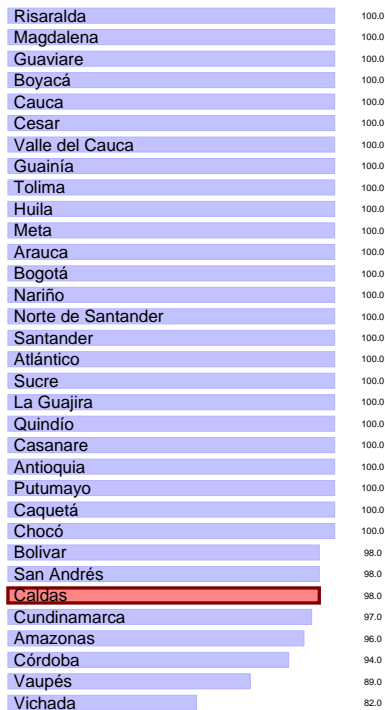 Risaralda 100.0
Magdalena 100.0
Guaviare 100.0
Boyacá 100.0
Cauca 100.0
Cesar 100.0
Valle del Cauca 100.0
Guainía 100.0
Tolima 100.0
Huila 100.0
Meta 100.0
Arauca 100.0
Bogotá 100.0
Nariño 100.0
Norte de Santander 100.0
Santander 100.0
Atlántico 100.0
Sucre 100.0
La Guajira 100.0
Quindío 100.0
Casanare 100.0
Antioquia 100.0
Putumayo 100.0
Caquetá 100.0
Chocó 100.0
Bolivar 98.0
San Andrés 98.0
Caldas 98.0
Cundinamarca 97.0
Amazonas 96.0
Córdoba 94.0
Vaupés 89.0
Vichada 82.0